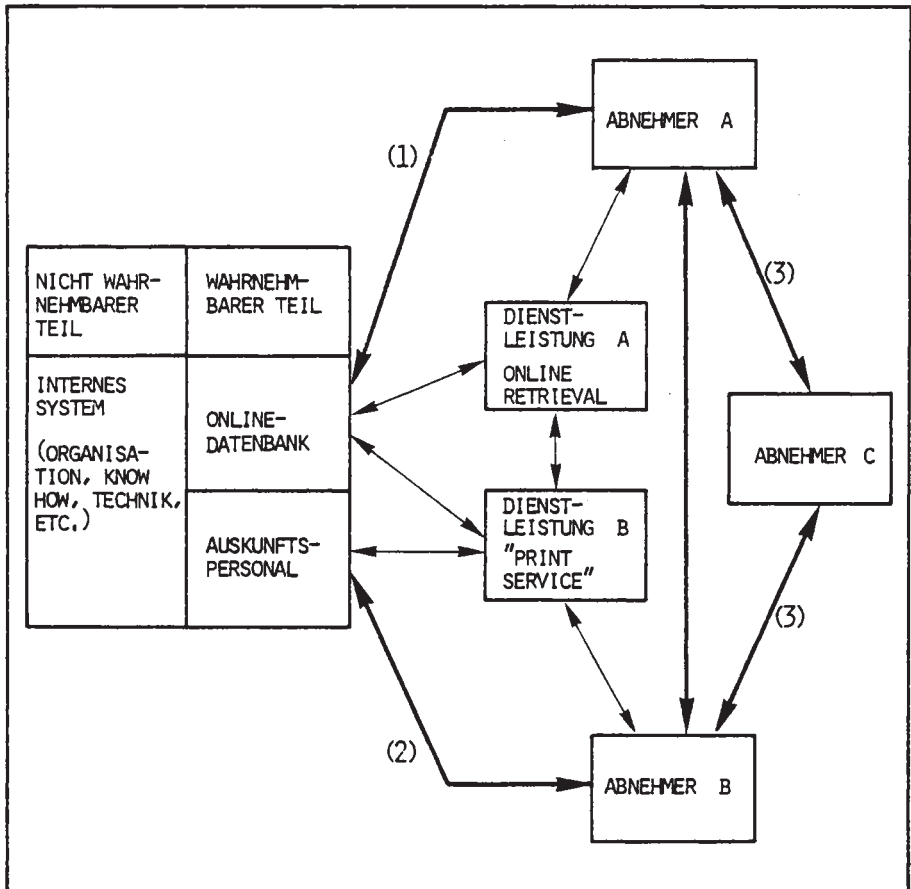 ABNEHMER A
(1)
(3)
NICHT WAHR-
NEHMBARER
TEIL
WAHRNEHM-
BARER TEIL
DIENST-
LEISTUNG A
ONLINE
RETRIEVAL
INTERNES
SYSTEM
(ORGANISA-
TION, KNOW
HOW, TECHNIK,
ETC.)
ONLINE-
DATENBANK
ABNEHMER C
DIENST-
LEISTUNG B
"PRINT
SERVICE"
AUSKUNFTS-
PERSONAL
(3)
(2)
ABNEHMER B